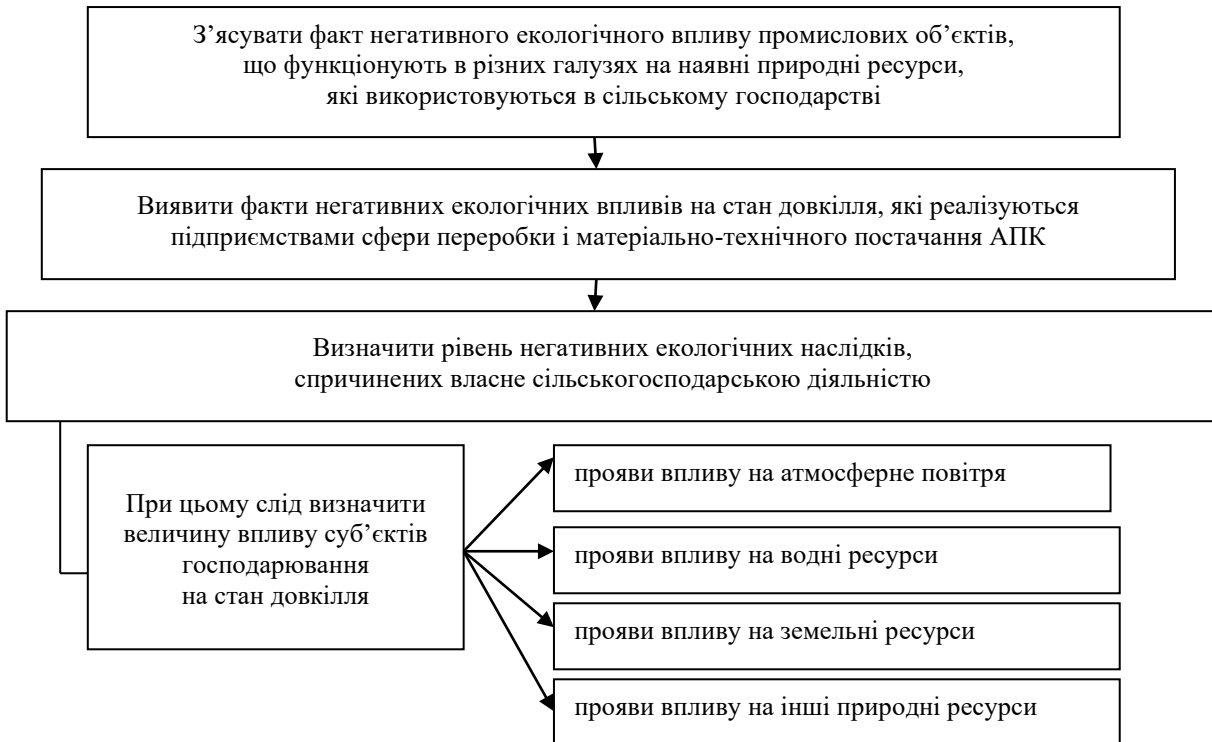 З’ясувати факт негативного екологічного впливу промислових об’єктів,
що функціонують в різних галузях на наявні природні ресурси,
які використовуються в сільському господарстві
Виявити факти негативних екологічних впливів на стан довкілля, які реалізуються
підприємствами сфери переробки і матеріально-технічного постачання АПК
Визначити рівень негативних екологічних наслідків,
спричинених власне сільськогосподарською діяльністю
При цьому слід визначити
величину впливу суб’єктів
господарювання
на стан довкілля
прояви впливу на атмосферне повітря
прояви впливу на водні ресурси
прояви впливу на земельні ресурси
прояви впливу на інші природні ресурси